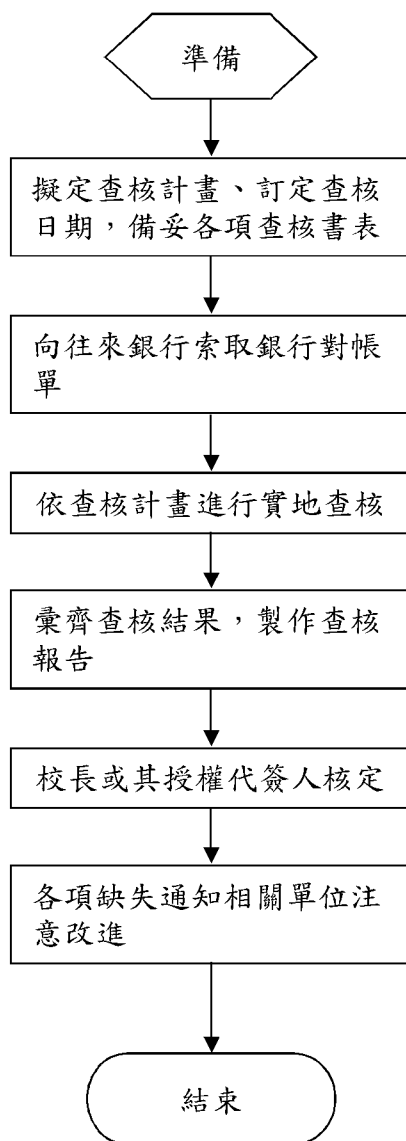 準備
擬定查核計畫、訂定查核
日期，備妥各項查核書表
向往來銀行索取銀行對帳
單
依查核計畫進行實地查核
彙齊查核結果，製作查核
報告
校長或其授權代簽人核定
各項缺失通知相關單位注
意改進
結束